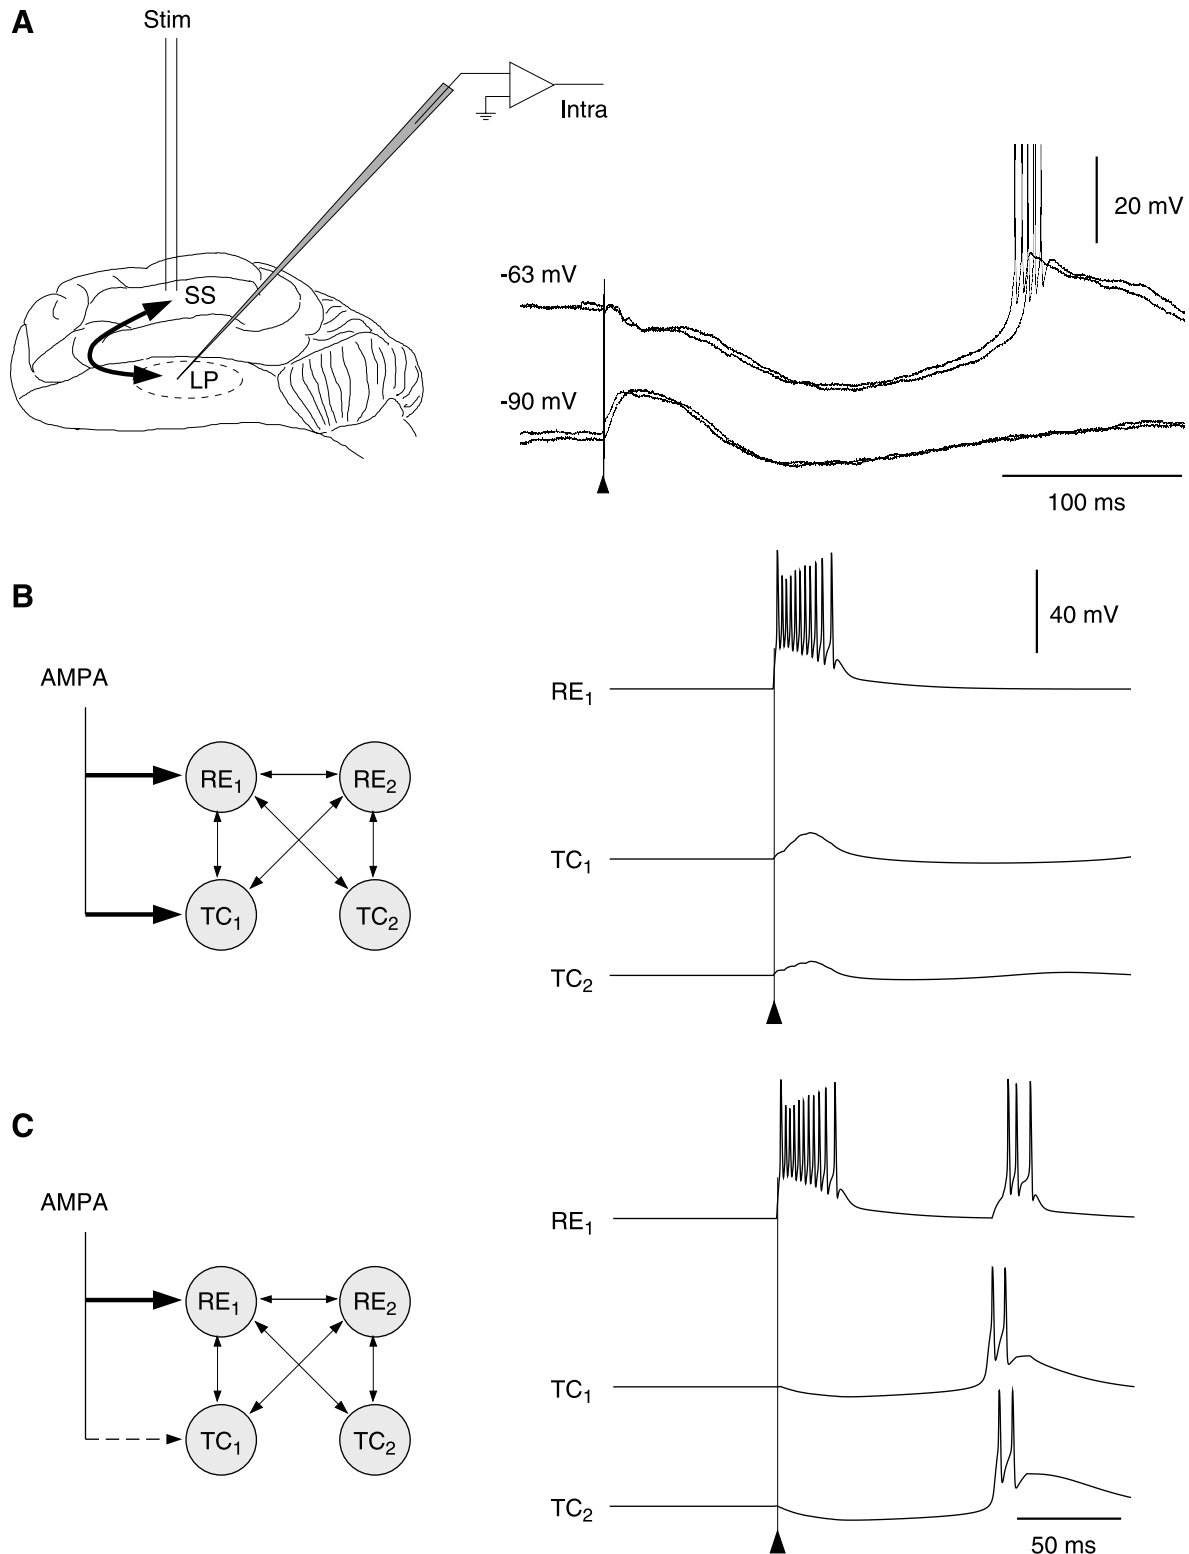 A
Stim
Intra
SS
LP
20 mV
-63 mV
-90 mV
100 ms
B
AMPA
RE1
RE2
TC1
TC2
40 mV
RE1
TC1
TC2
C
AMPA
RE1
RE2
TC1
TC2
RE1
TC1
TC2
50 ms